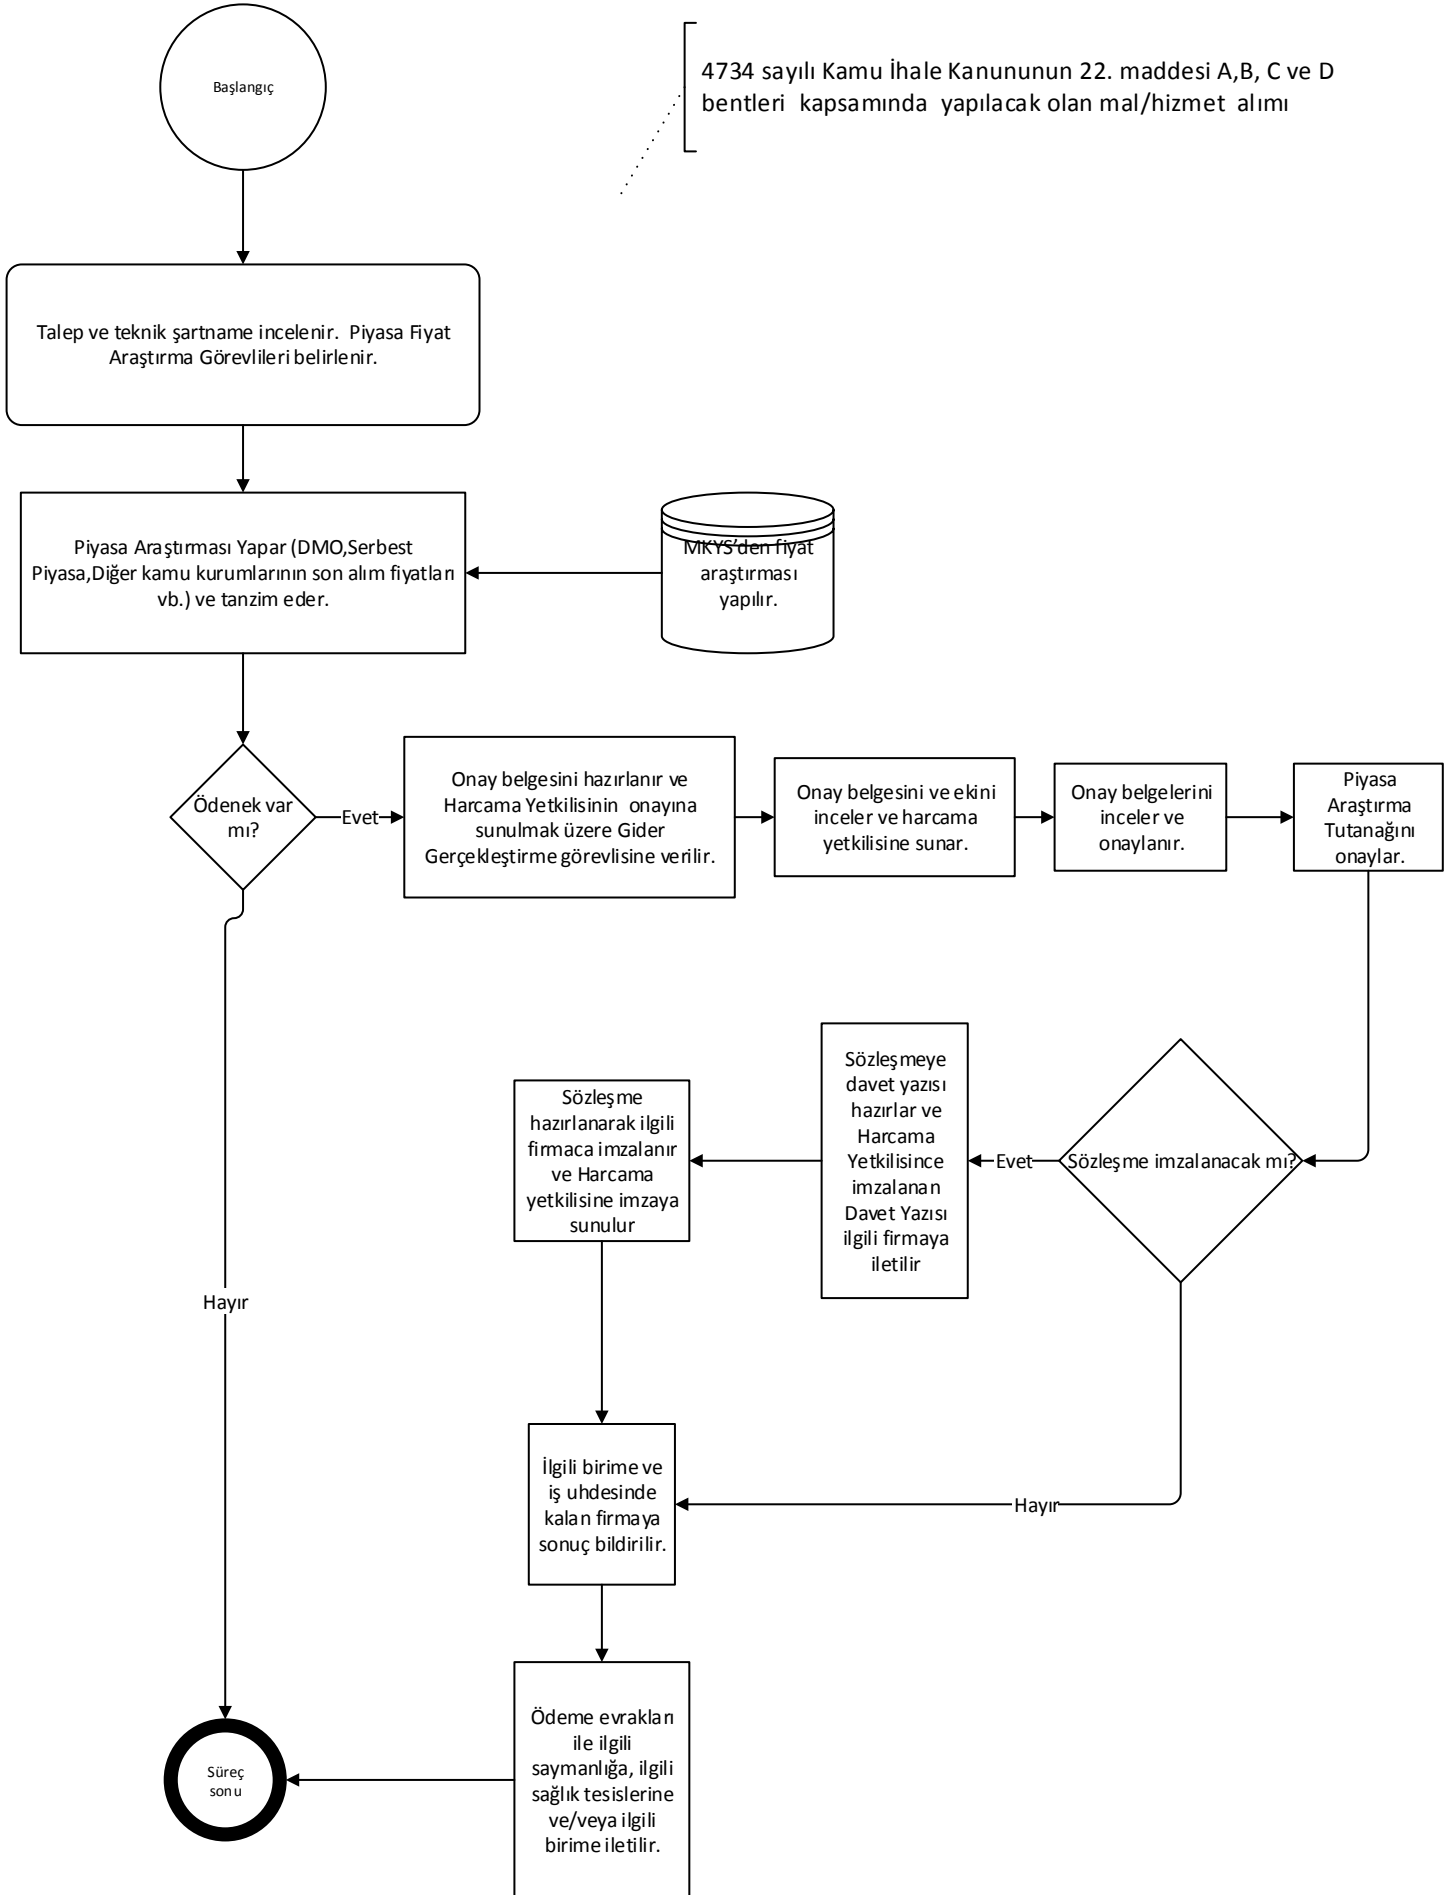 Başlangıç
4734 sayılı Kamu İhale Kanununun 22. maddesi A,B, C ve D
bentleri kapsamında yapılacak olan mal/hizmet alımı
Talep ve teknik şartname incelenir. Piyasa Fiyat
Araştırma Görevlileri belirlenir.
Piyasa Araştırması Yapar (DMO,Serbest
Piyasa,Diğer kamu kurumlarının son alım fiyatları
vb.) ve tanzim eder.
MKYS'den fiyat
araştırması
yapılır.
Ödenek var
mı?
Evet
Onay belgesini hazırlanır ve
Harcama Yetkilisinin onayına
sunulmak üzere Gider
Gerçekleştirme görevlisine verilir.
Onay belgesini ve ekini
inceler ve harcama
yetkilisine sunar.
Onay belgelerini
inceler ve
onaylanır.
Piyasa
Araştırma
Tutanağını
onaylar.
Sözleşme imzalanacak mı?
Evet
Sözleşmeye
davet yazısı
hazırlar ve
Harcama
Yetkilisince
imzalanan
Davet Yazısı
ilgili firmaya
iletilir
Sözleşme
hazırlanarak ilgili
firmaca imzalanır
ve Harcama
yetkilisine imzaya
sunulur
Hayır
İlgili birime ve
iş uhdesinde
kalan firmaya
sonuç bildirilir.
Hayır
Ödeme evrakları
ile ilgili
saymanlığa, ilgili
sağlık tesislerine
ve/veya ilgili
birime iletilir.
Süreç
sonu